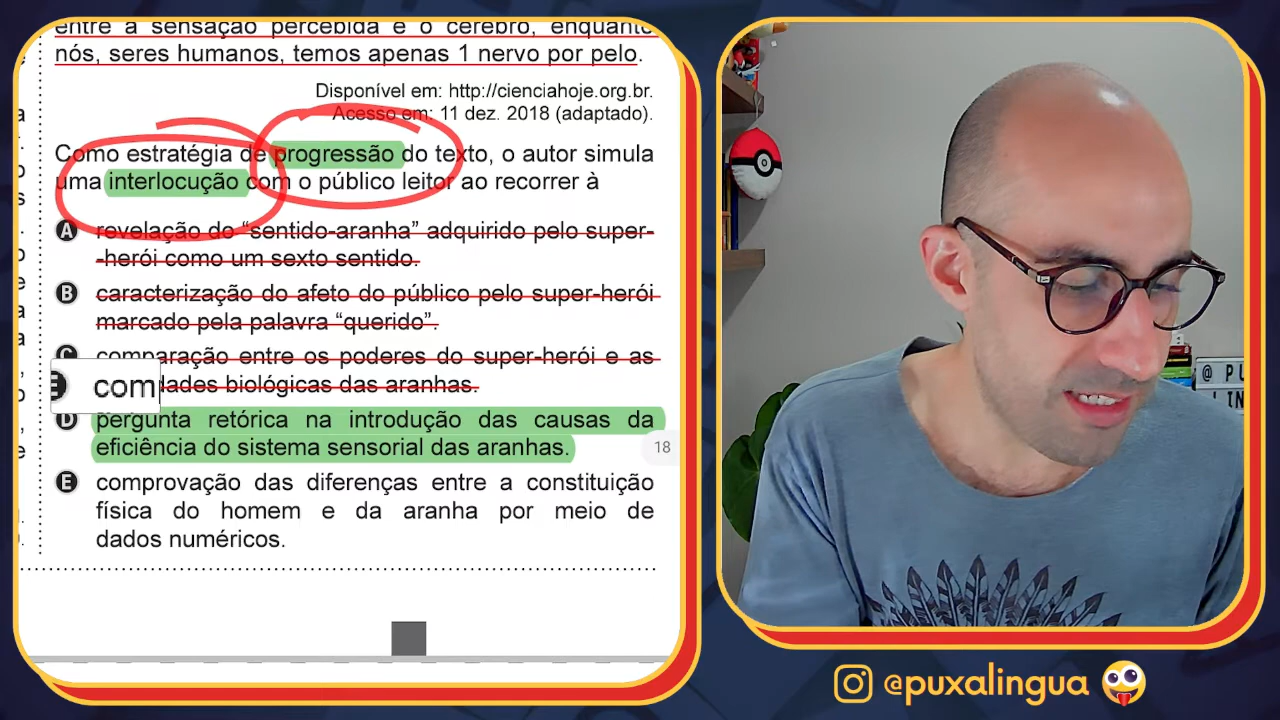 entre a sensação percebida e o cérebro, enquanto
nós, seres humanos, temos apenas 1 nervo por pelo.
Disponível em: http://cienciahoje.org.br.
Acesso em: 11 dez. 2018 (adaptado).
Como estratégia de progressão do texto, o autor simula
uma interlocução com o público leitor ao recorrer à
A revelação do “sentido-aranha” adquirido pelo super-
-herói como um sexto sentido.
B caracterização do afeto do público pelo super-herói
marcado pela palavra “querido”.
C comparação entre os poderes do super-herói e as
dades biológicas das aranhas.
E com
D pergunta retórica na introdução das causas da
eficiência do sistema sensorial das aranhas.
18
E comprovação das diferenças entre a constituição
física do homem e da aranha por meio de
dados numéricos.
@ PU
LIN
@puxalingua